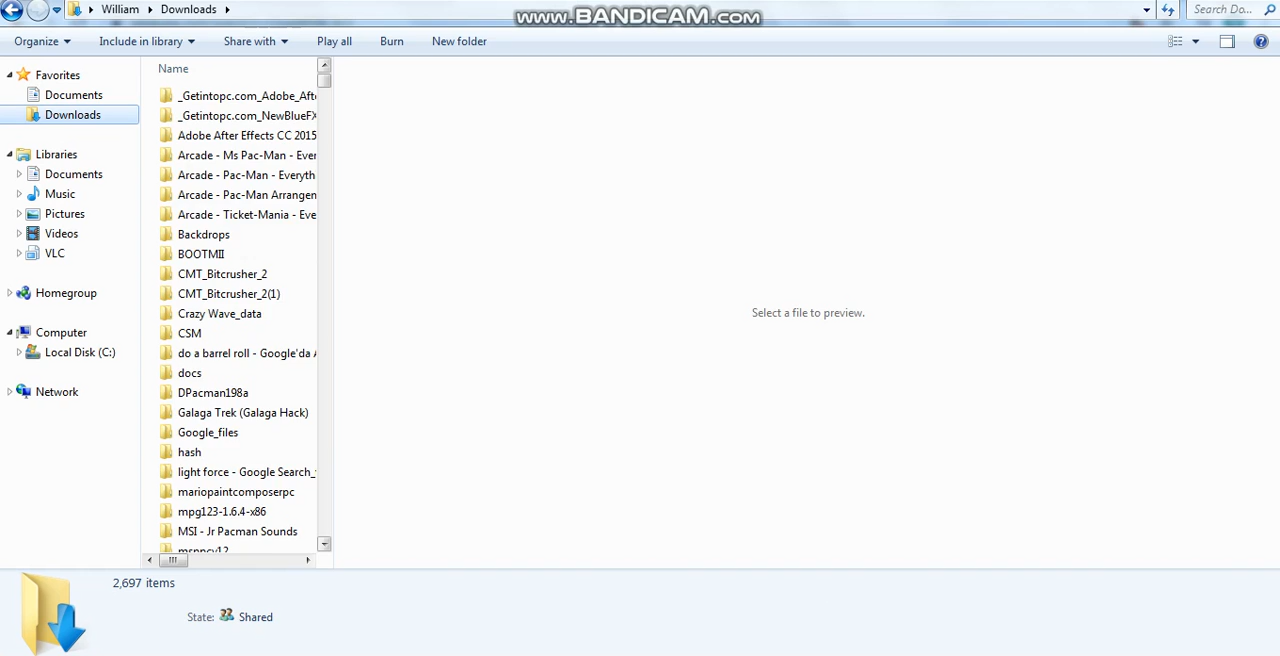 www.BANDICAM.com
William Downloads
Search Do...
Organize Include in library Share with Play all Burn New folder
Favorites
Documents
Downloads
Libraries
Documents
Music
Pictures
Videos
VLC
Homegroup
Computer
Local Disk (C:)
Network
Name
_Getintopc.com_Adobe_Afte
_Getintopc.com_NewBlueFX
Adobe After Effects CC 2015
Arcade - Ms Pac-Man - Ever
Arcade - Pac-Man - Everyth
Arcade - Pac-Man Arrangen
Arcade - Ticket-Mania - Eve
Backdrops
BOOTMII
CMT_Bitcrusher_2
CMT_Bitcrusher_2(1)
Crazy Wave_data
CSM
do a barrel roll - Google'da A
docs
DPacman198a
Galaga Trek (Galaga Hack)
Google_files
hash
light force - Google Search_
mariopaintcomposerpc
mpg123-1.6.4-x86
MSI - Jr Pacman Sounds
Select a file to preview.
2,697 items
State: Shared